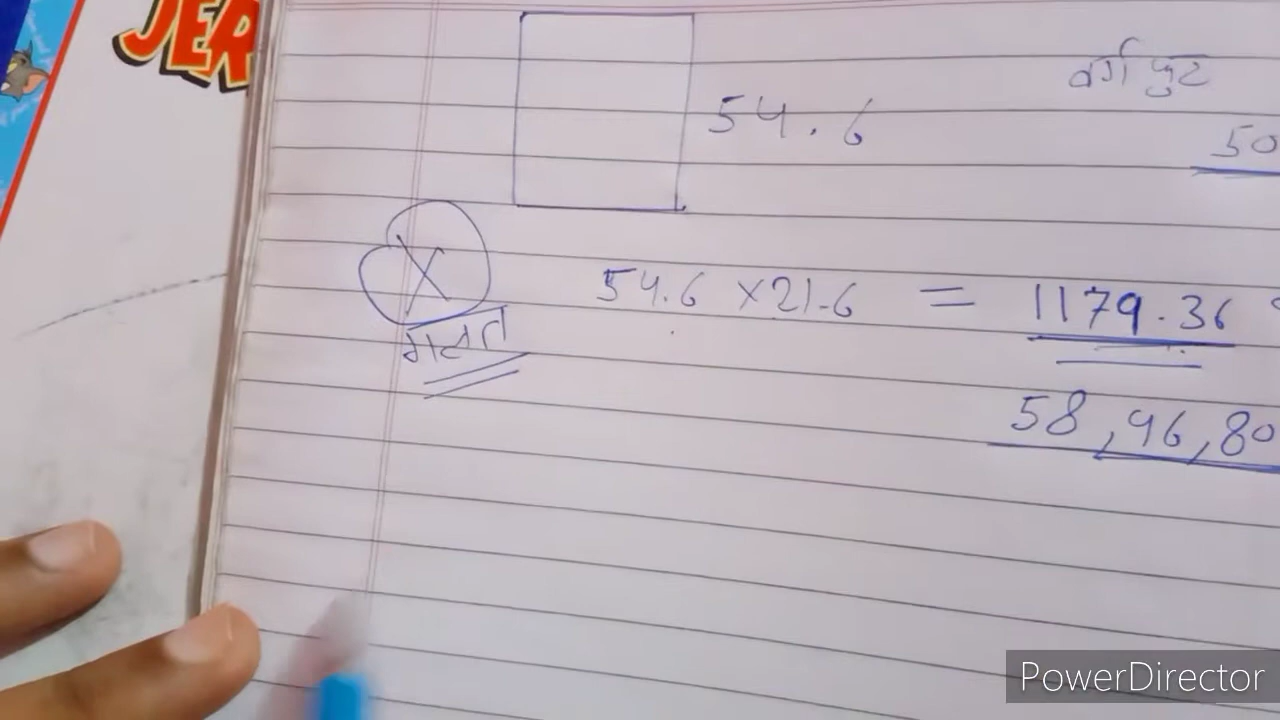 JER
वर्ग फुट
54.6
50
54.6 × 21.6 = 1179.36
गलत
58,96,80
PowerDirector